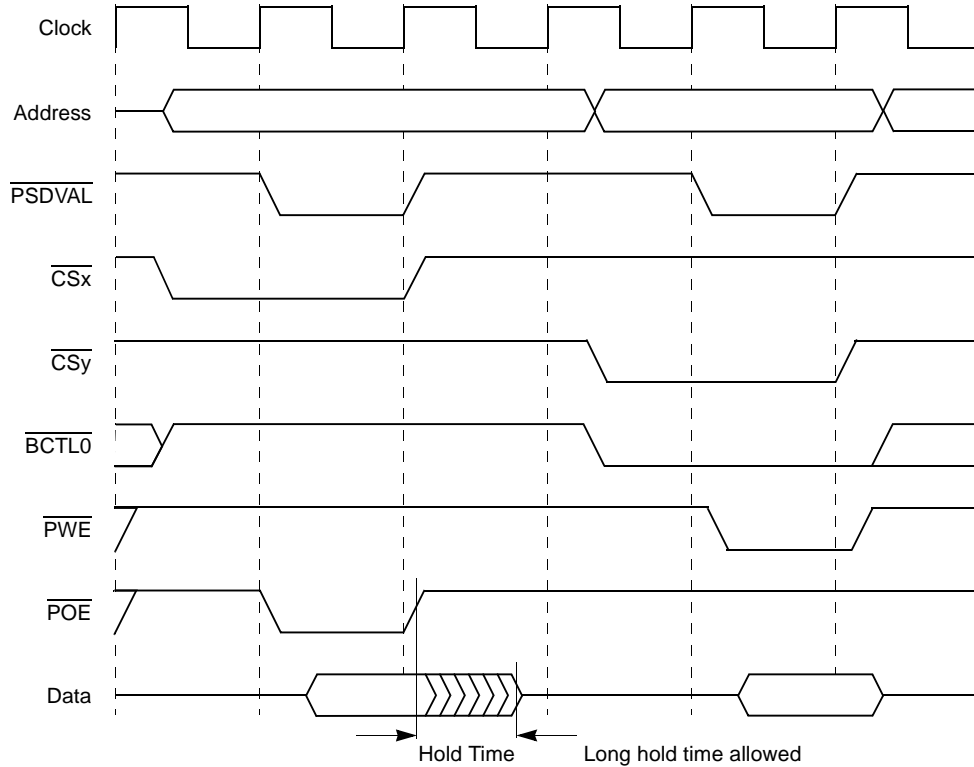 Clock
Address
PSDVAL
CSx
CSy
BCTL0
PWE
POE
Data
Hold Time
Long hold time allowed